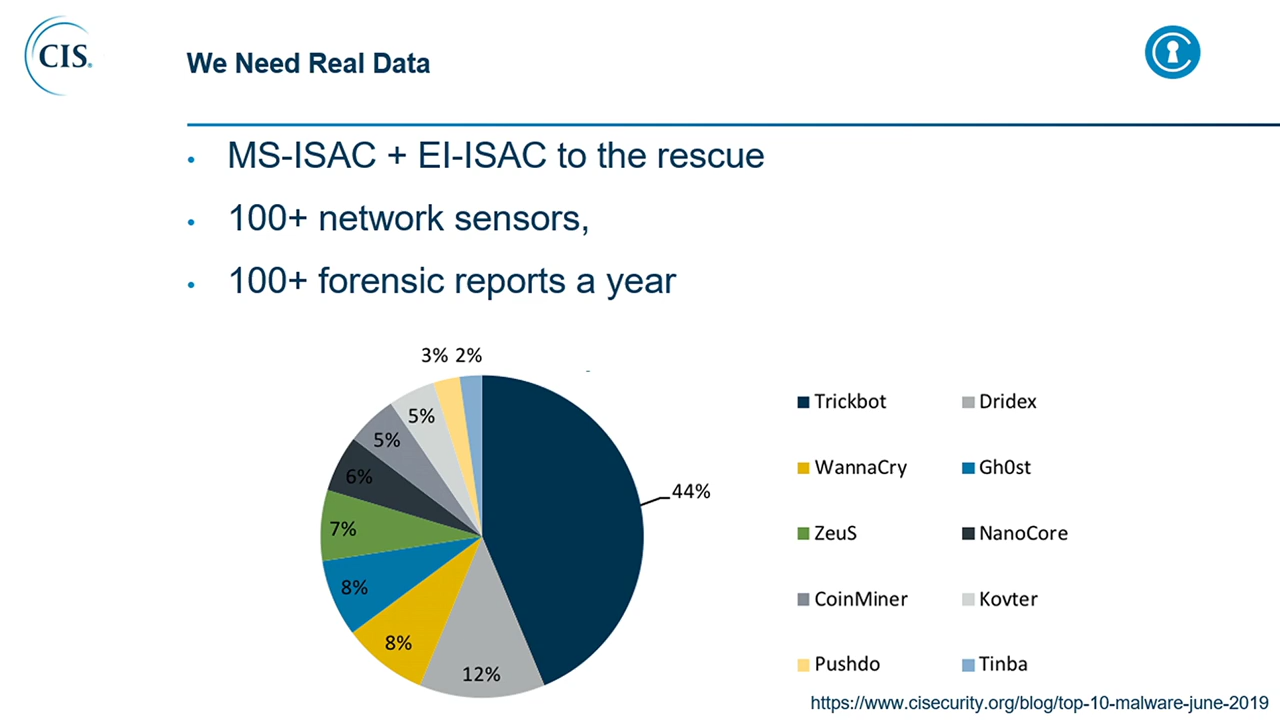 CIS.
We Need Real Data
• MS-ISAC + EI-ISAC to the rescue
• 100+ network sensors,
• 100+ forensic reports a year
3% 2%
5%
5%
6%
7%
8%
8%
12%
44%
Trickbot Dridex
WannaCry Gh0st
ZeuS NanoCore
CoinMiner Kovter
Pushdo Tinba
https://www.cisecurity.org/blog/top-10-malware-june-2019